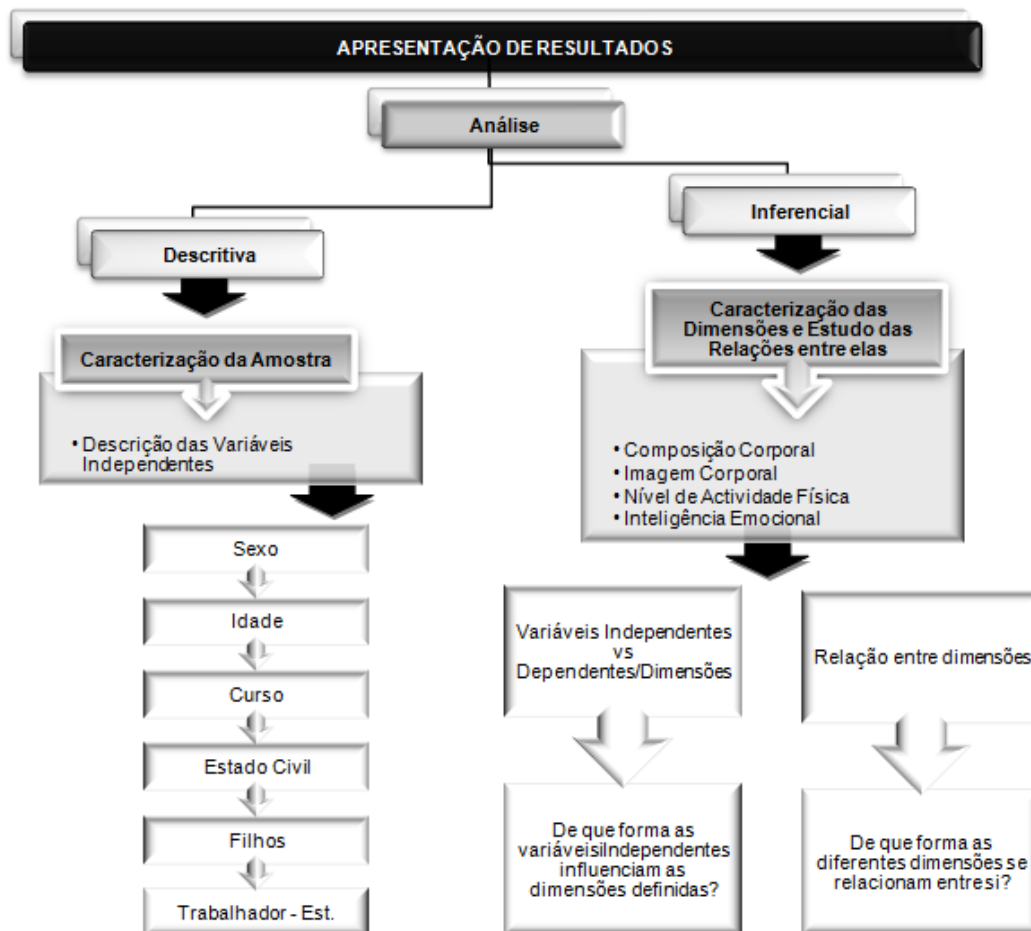 APRESENTAÇÃO DE RESULTADOS
Análise
Descritiva
Caracterização da Amostra
• Descrição das Variáveis
Independentes
Sexo
Idade
Curso
Estado Civil
Filhos
Trabalhador - Est.
Inferencial
Caracterização das
Dimensões e Estudo das
Relações entre elas
• Composição Corporal
• Imagem Corporal
• Nível de Actividade Física
• Inteligência Emocional
Variáveis Independentes
vs
Dependentes/Dimensões
De que forma as
variáveisiIndependentes
influenciam as
dimensões definidas?
Relação entre dimensões
De que forma as
diferentes dimensões se
relacionam entre si?